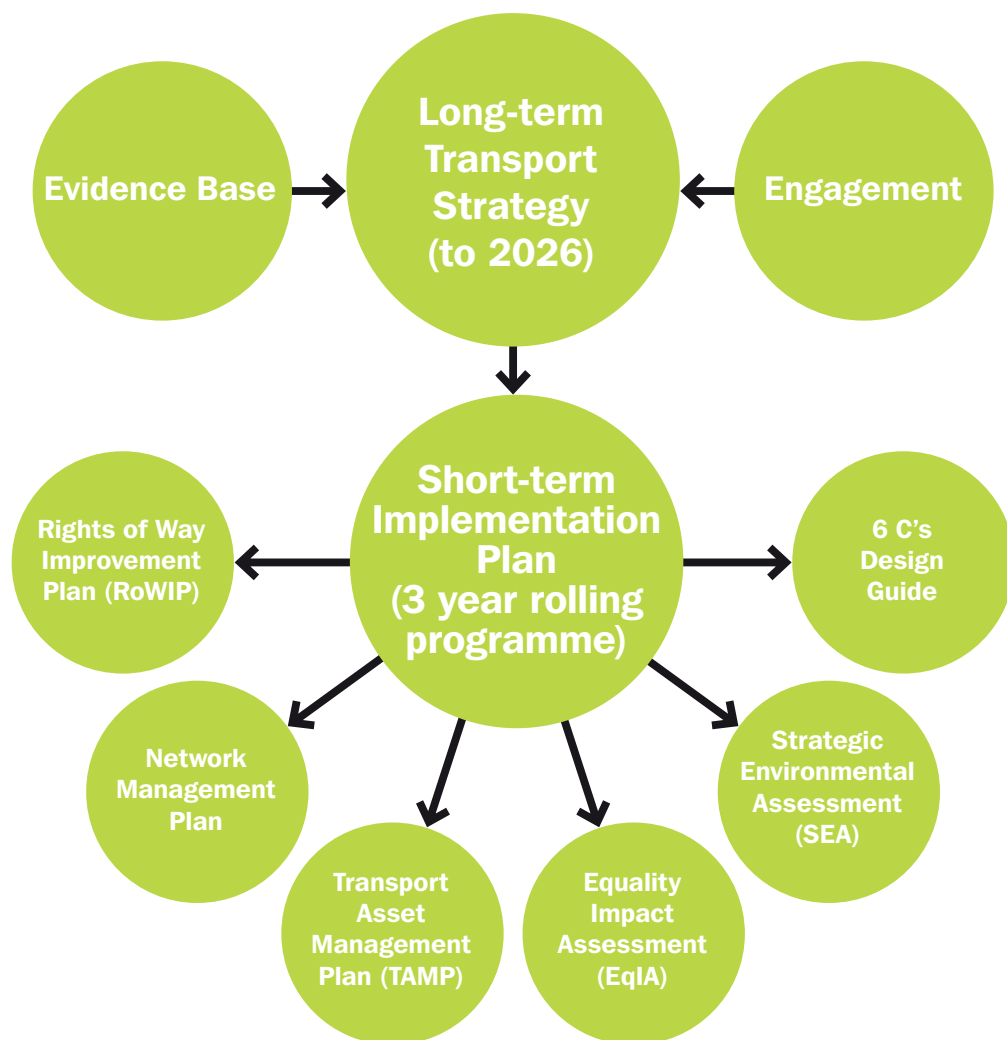 Evidence Base
Long-term
Transport
Strategy
(to 2026)
Engagement
Short-term
Implementation
Plan
(3 year rolling
programme)
Rights of Way
Improvement
Plan (RoWIP)
6 C's
Design
Guide
Network
Management
Plan
Strategic
Environmental
Assessment
(SEA)
Transport
Asset
Management
Plan (TAMP)
Equality
Impact
Assessment
(EqIA)